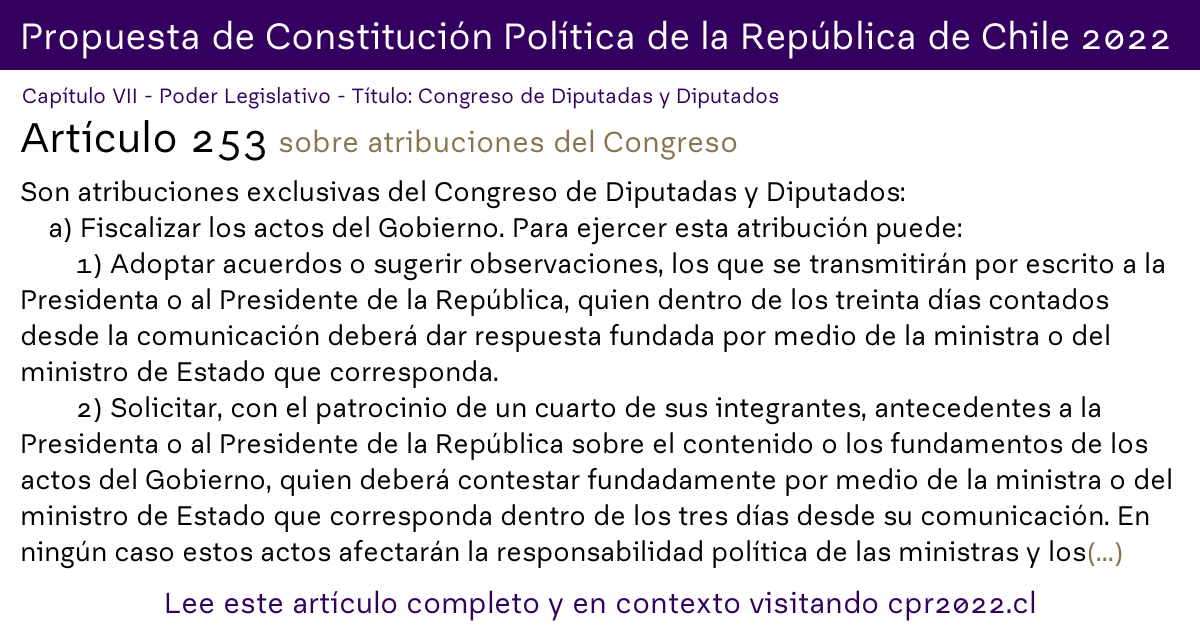 Propuesta de Constitución Política de la República de Chile 2022
Capítulo VII - Poder Legislativo - Título: Congreso de Diputadas y Diputados
Artículo 253 sobre atribuciones del Congreso
Son atribuciones exclusivas del Congreso de Diputadas y Diputados:
a) Fiscalizar los actos del Gobierno. Para ejercer esta atribución puede:
1) Adoptar acuerdos o sugerir observaciones, los que se transmitirán por escrito a la
Presidenta o al Presidente de la República, quien dentro de los treinta días contados
desde la comunicación deberá dar respuesta fundada por medio de la ministra o del
ministro de Estado que corresponda.
2) Solicitar, con el patrocinio de un cuarto de sus integrantes, antecedentes a la
Presidenta o al Presidente de la República sobre el contenido o los fundamentos de los
actos del Gobierno, quien deberá contestar fundadamente por medio de la ministra o del
ministro de Estado que corresponda dentro de los tres días desde su comunicación. En
ningún caso estos actos afectarán la responsabilidad política de las ministras y los(...)
Lee este artículo completo y en contexto visitando cpr2022.cl